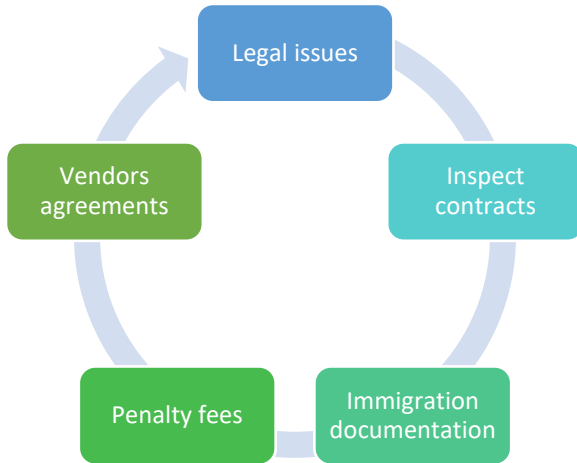 Legal issues
Inspect
contracts
Immigration
documentation
Penalty fees
Vendors
agreements